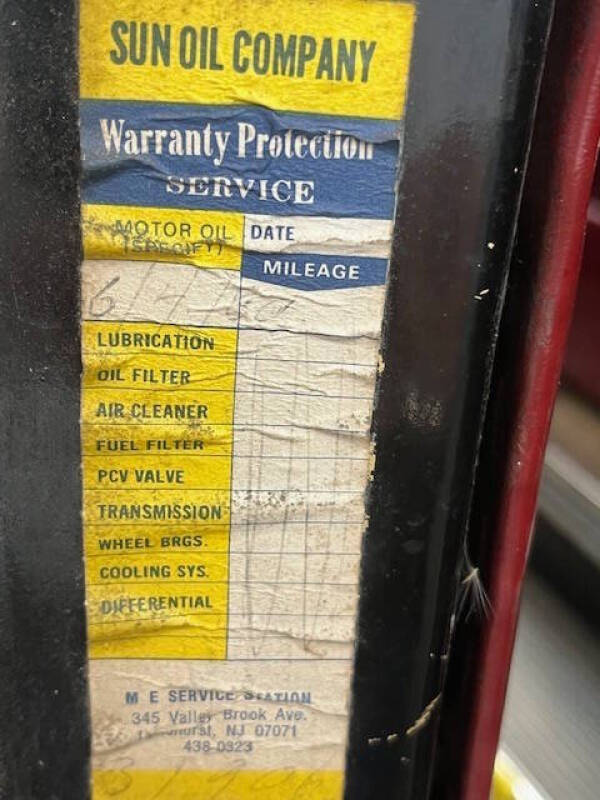 SUN OIL COMPANY
Warranty Protection
SERVICE
MOTOR OIL
(SPECIFY)
DATE
MILEAGE
LUBRICATION
OIL FILTER
AIR CLEANER
FUEL FILTER
PCV VALVE
TRANSMISSION
WHEEL BRGS.
COOLING SYS.
DIFFERENTIAL
M E SERVICE STATION
345 Valley Brook Ave.
NJ 07071
438-0323